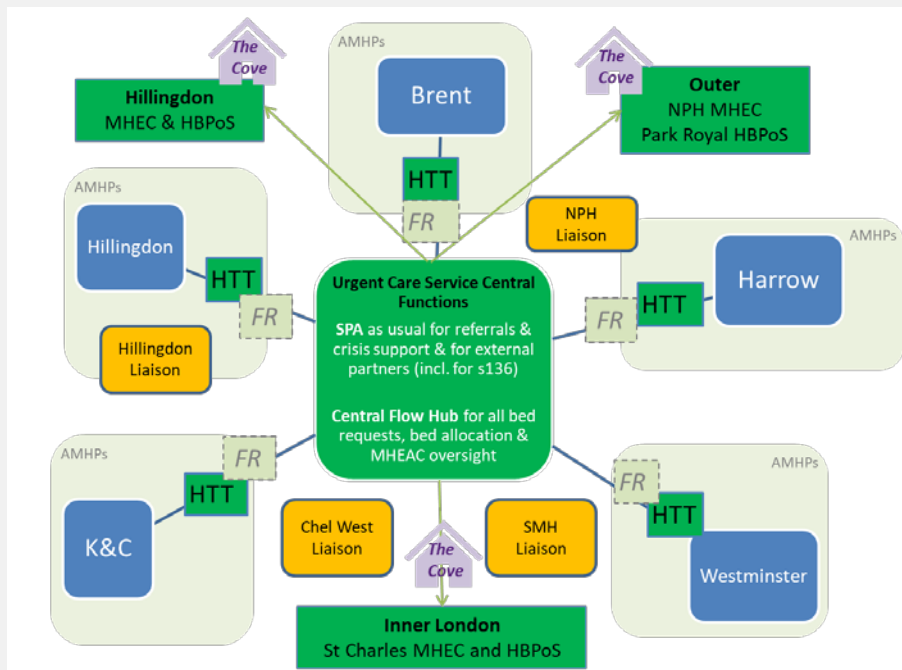 The
Cove
Hillingdon
MHEC & HBPoS
AMHPs
Brent
HTT
FR
The
Cove
Outer
NPH MHEC
Park Royal HBPoS
AMHPs
Hillingdon
HTT
FR
Hillingdon
Liaison
NPH
Liaison
AMHPs
Harrow
HTT
FR
Urgent Care Service Central
Functions
SPA as usual for referrals &
crisis support & for external
partners (incl. for s136)
Central Flow Hub for all bed
requests, bed allocation &
MHEAC oversight
AMHPs
FR
HTT
K&C
Chel West
Liaison
The
Cove
SMH
Liaison
AMHPs
FR
HTT
Westminster
Inner London
St Charles MHEC and HBPoS